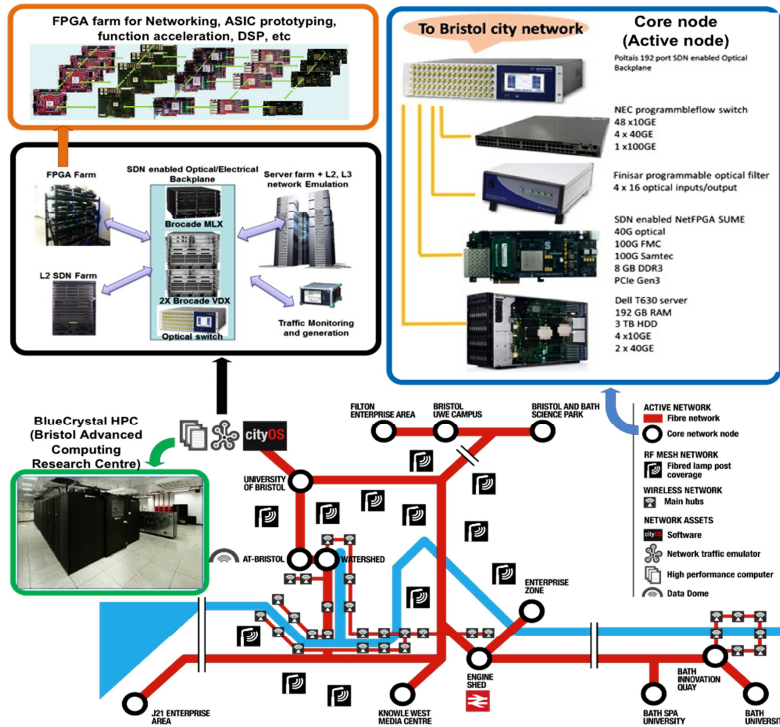 FPGA farm for Networking, ASIC prototyping,
function acceleration, DSP, etc
FPGA Farm
SDN enabled Optical/Electrical
Backplane
Brocade MLX
2X Brocade VDX
Optical switch
Server farm + L2, L3
network Emulation
L2 SDN Farm
Traffic Monitoring
and generation
To Bristol city network
Core node
(Active node)
Poltais 192 port SDN enabled Optical
Backplane
NEC programmbleflow switch
48 x10GE
4 x 40GE
1 x100GE
Finisar programmable optical filter
4 x 16 optical inputs/output
SDN enabled NetFPGA SUME
40G optical
100G FMC
100G Samtec
8 GB DDR3
PCIe Gen3
Dell T630 server
192 GB RAM
3 TB HDD
4 x10GE
2 x 40GE
BlueCrystal HPC
(Bristol Advanced
Computing
Research Centre)
cityOS
UNIVERSITY
OF BRISTOL
FILTON
ENTERPRISE AREA
BRISTOL
UWE CAMPUS
BRISTOL AND BATH
SCIENCE PARK
AT-BRISTOL
WATERSHED
ENTERPRISE
ZONE
ENGINE
SHED
J21 ENTERPRISE
AREA
KNOWLE WEST
MEDIA CENTRE
BATH SPA
UNIVERSITY
BATH
INNOVATION
QUAY
BATH
UNIVERSI
ACTIVE NETWORK
Fibre network
Core network node
RF MESH NETWORK
Fibred lamp post
coverage
WIRELESS NETWORK
Main hubs
NETWORK ASSETS
cityOS
Software
Network traffic emulator
High performance computer
Data Dome